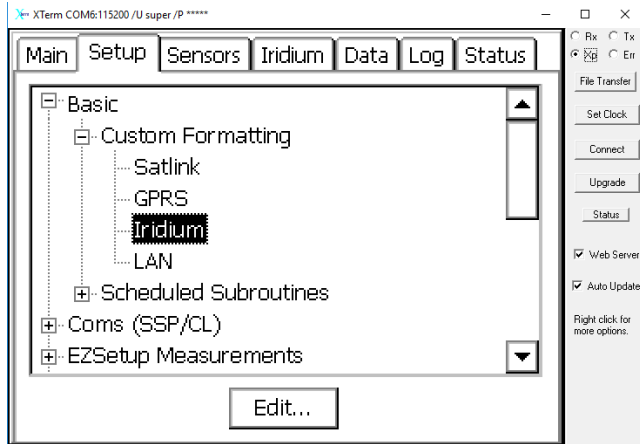 XTerm COM6:115200 /U super /P *****
Main Setup Sensors Iridium Data Log Status
Basic
Custom Formatting
Satlink
GPRS
Iridium
LAN
Scheduled Subroutines
Coms (SSP/CL)
EZSetup Measurements
Edit...
Rx Tx
Xp Err
File Transfer
Set Clock
Connect
Upgrade
Status
Web Server
Auto Update
Right click for
more options.